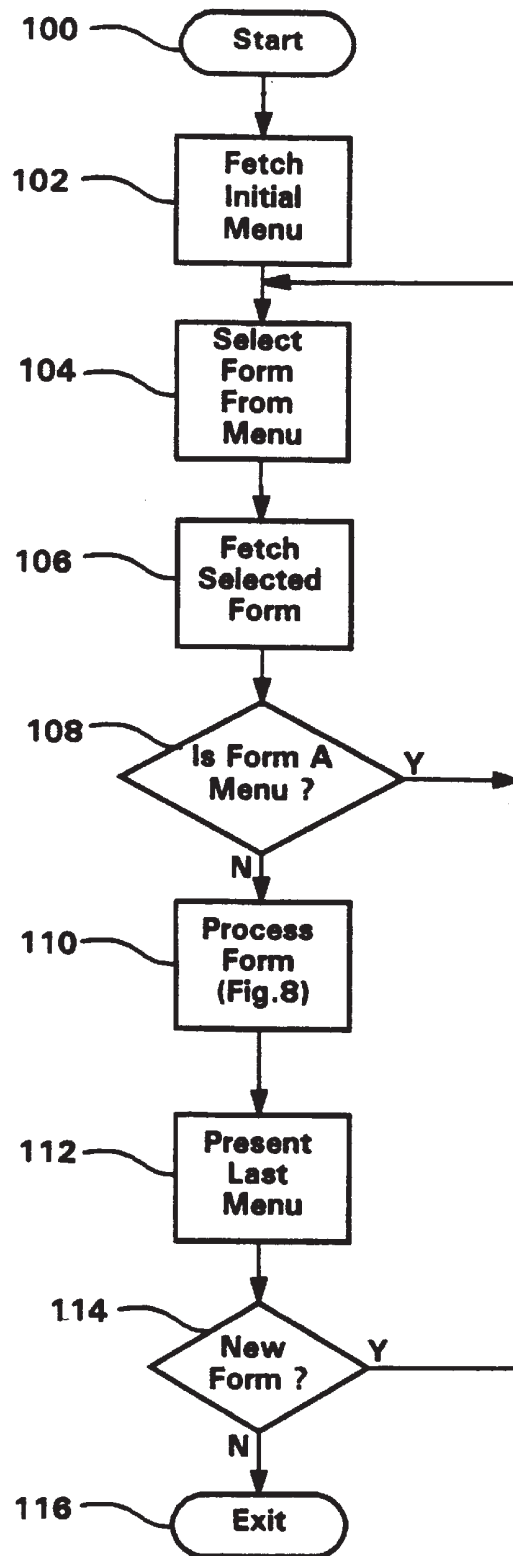 100
Start
102
Fetch
Initial
Menu
104
Select
Form
From
Menu
106
Fetch
Selected
Form
108
Is Form A
Menu ?
Y
N
110
Process
Form
(Fig.8)
112
Present
Last
Menu
114
New
Form ?
Y
N
116
Exit